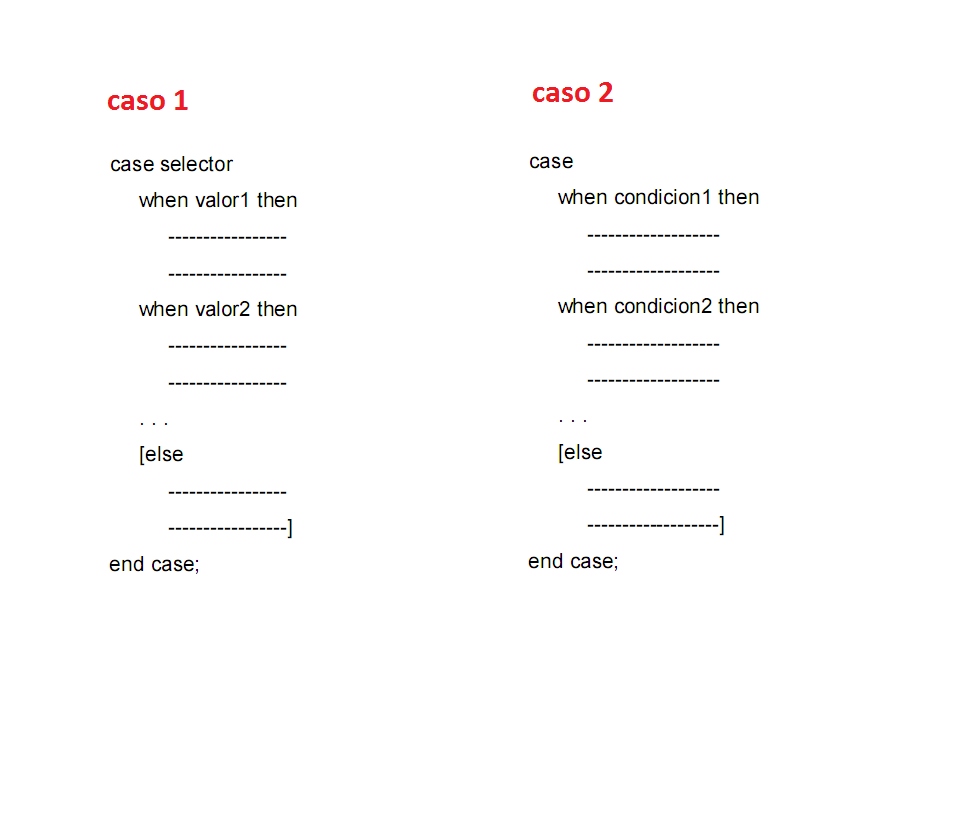 caso 1
case selector
when valor1 then
-----------------
-----------------
when valor2 then
-----------------
-----------------
. . .
[else
-----------------
-----------------]
end case;
caso 2
case
when condicion1 then
-------------------
-------------------
when condicion2 then
-------------------
-------------------
. . .
[else
-------------------
-------------------]
end case;